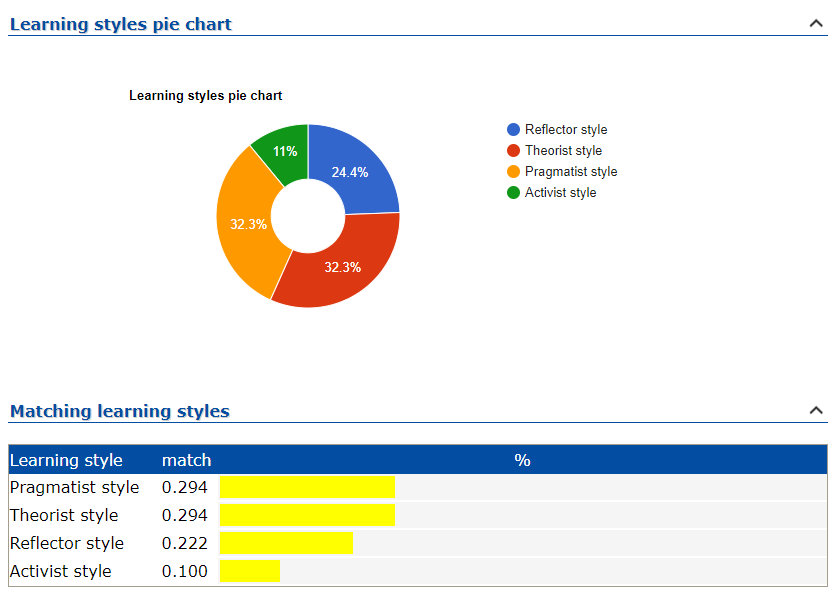 Learning styles pie chart
Learning styles pie chart
Reflector style
Theorist style
Pragmatist style
Activist style
11%
24.4%
32.3%
32.3%
Matching learning styles
Learning style match %
Pragmatist style 0.294
Theorist style 0.294
Reflector style 0.222
Activist style 0.100